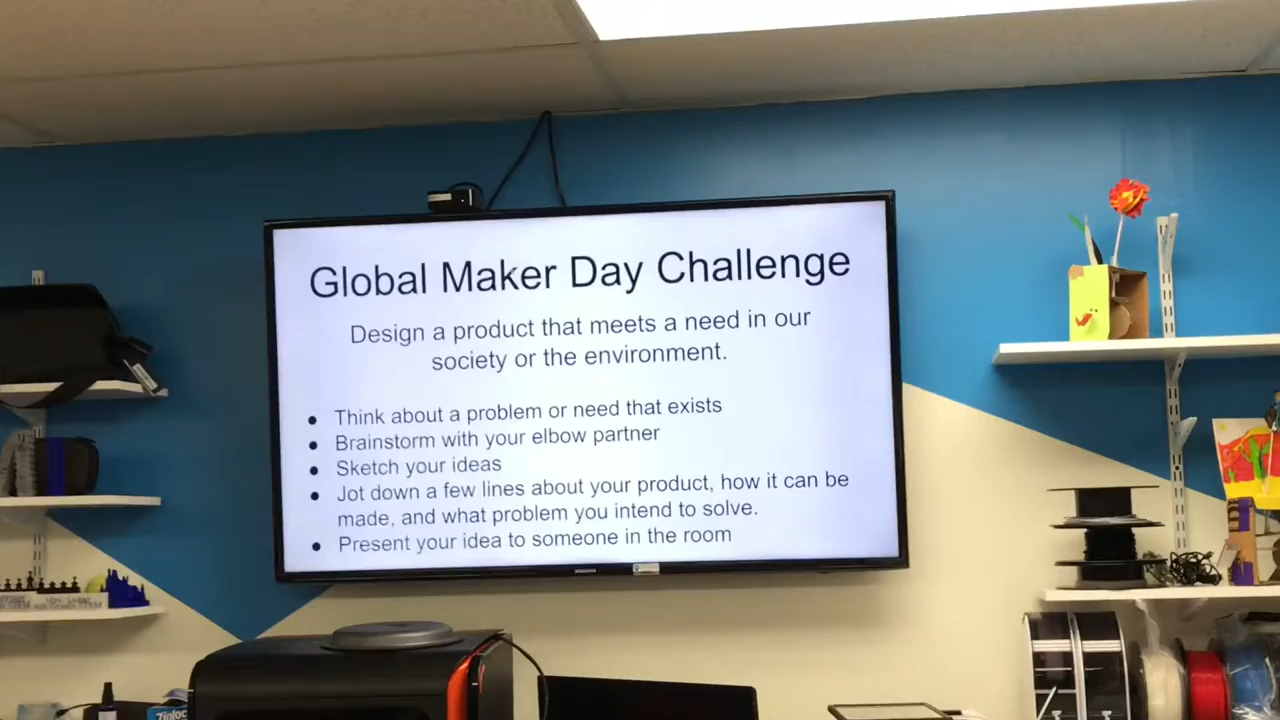 Global Maker Day Challenge
Design a product that meets a need in our
society or the environment.
● Think about a problem or need that exists
● Brainstorm with your elbow partner
● Sketch your ideas
● Jot down a few lines about your product, how it can be
made, and what problem you intend to solve.
● Present your idea to someone in the room
SAMSUNG
Ziploc